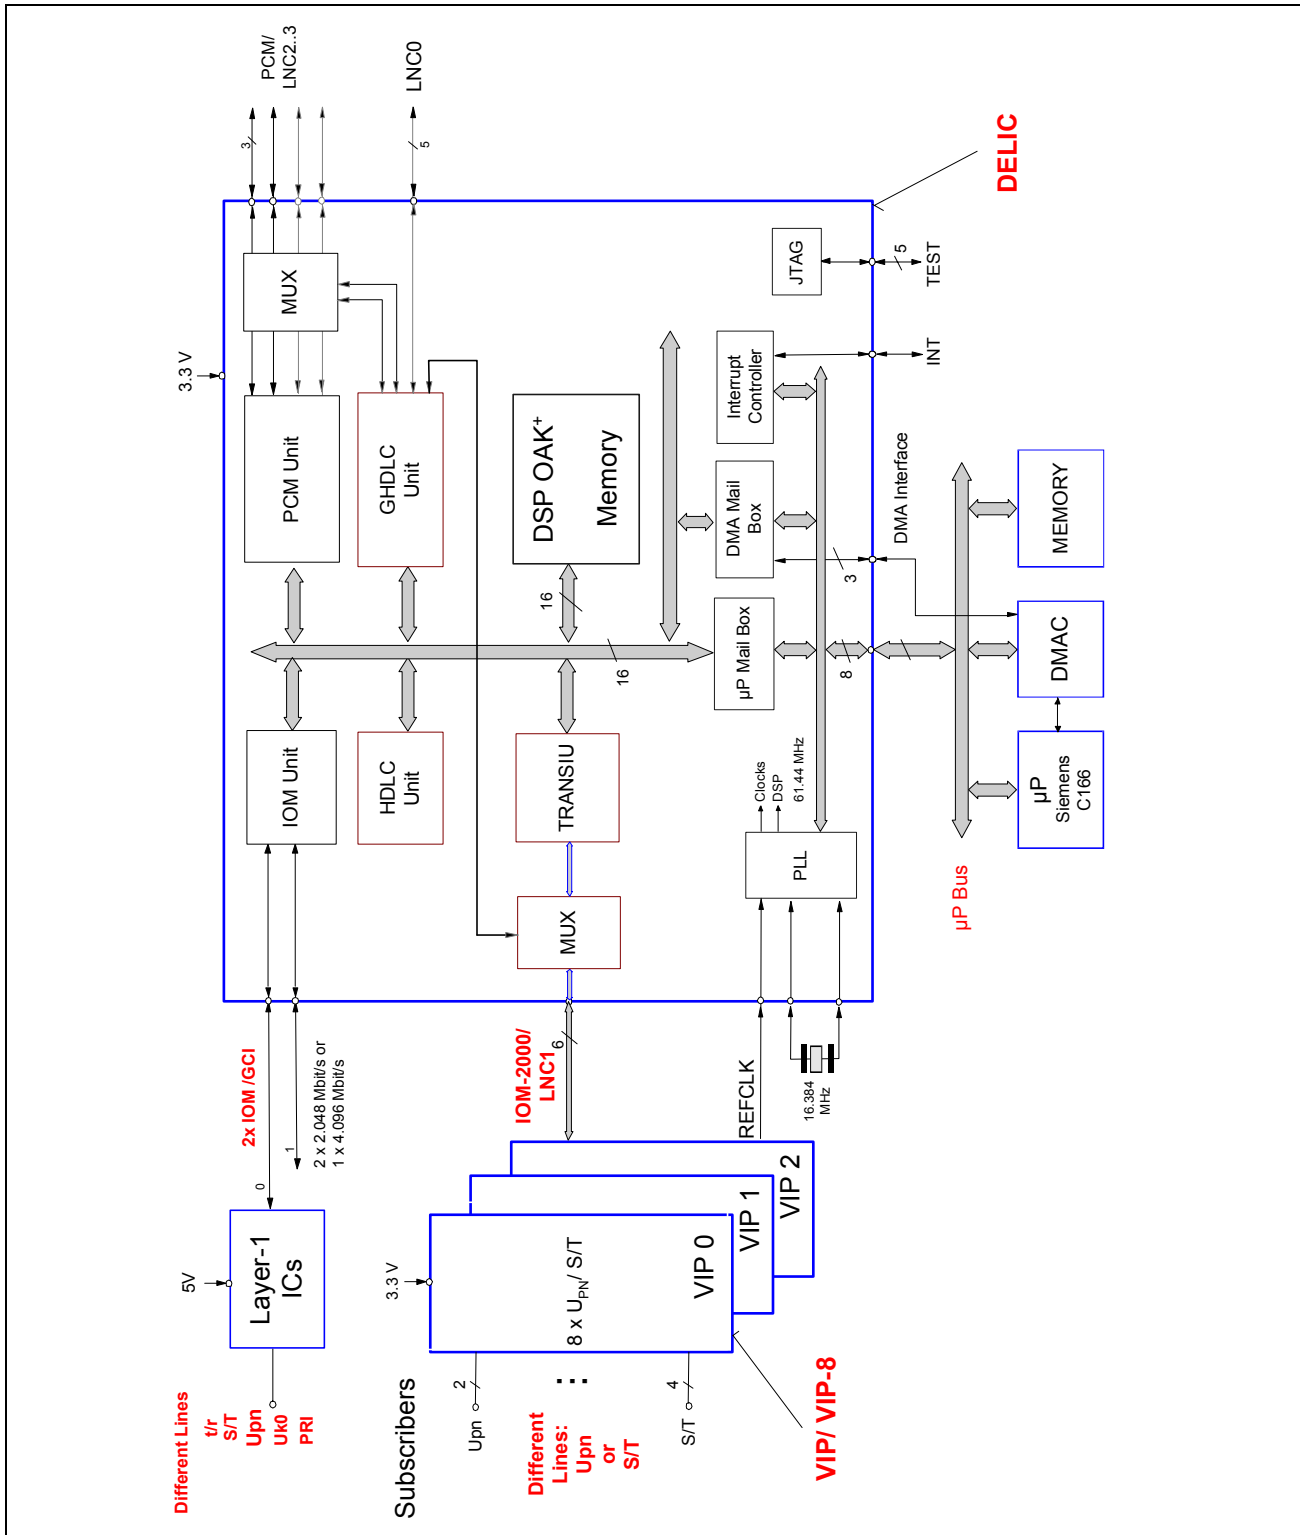 Different Lines
t/r
S/T
Upn
Uk0
PRI
5V
Layer-1
ICs
2x IOM /GCI
0
1
2 x 2.048 Mbit/s or
1 x 4.096 Mbit/s
3.3 V
PCM/
LNC2..3
3
LNC0
5
MUX
PCM Unit
GHDLC
Unit
IOM Unit
HDLC
Unit
DSP OAK+
Memory
16
16
TRANSIU
MUX
IOM-2000/
LNC1
6
Subscribers
3.3 V
8 x UPN/ S/T
VIP 0
VIP 1
VIP 2
2
Upn
Different
Lines:
Upn
or
S/T
4
S/T
VIP/ VIP-8
REFCLK
16.384
MHz
PLL
Clocks
DSP
61.44 MHz
µP Mail Box
DMA Mail
Box
Interrupt
Controller
JTAG
DELIC
5
TEST
INT
DMA Interface
3
8
µP Bus
µP
Siemens
C166
DMAC
MEMORY